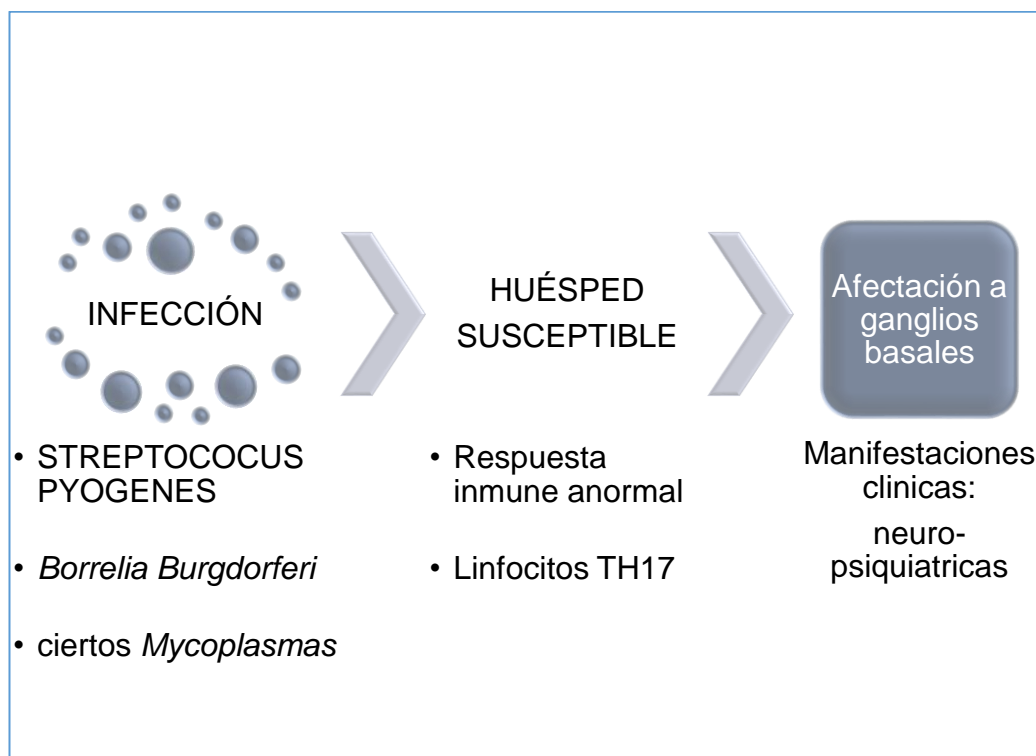 INFECCIÓN
• STREPTOCOCUS
PYOGENES
• Borrelia Burgdorferi
• ciertos Mycoplasmas
HUÉSPED
SUSCEPTIBLE
• Respuesta
inmune anormal
• Linfocitos TH17
Afectación a
ganglios
basales
Manifestaciones
clinicas:
neuro-
psiquiatricas